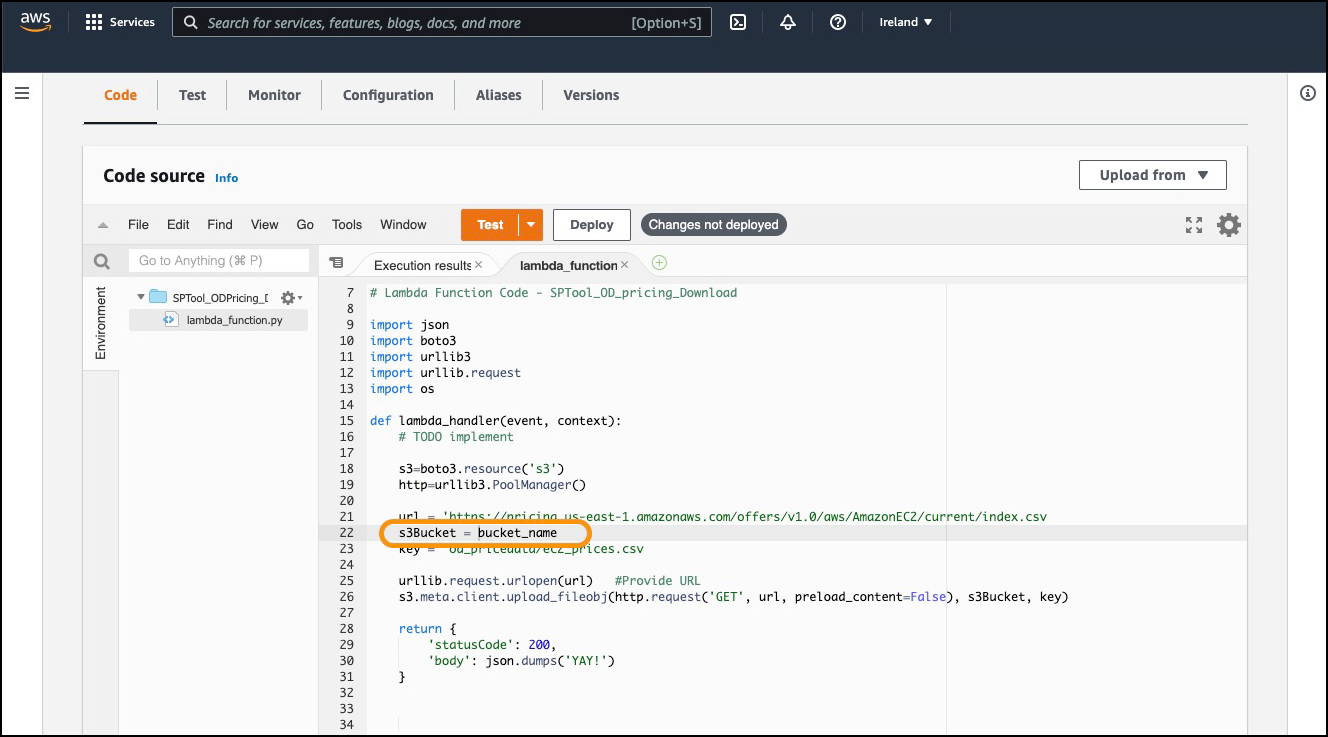 aws
Services
Search for services, features, blogs, docs, and more [Option+S]
Ireland
Code Test Monitor Configuration Aliases Versions
Code source Info
Upload from
File Edit Find View Go Tools Window
Test
Deploy
Changes not deployed
Go to Anything (⌘ P)
Execution results
lambda_function
Environment
SPTool_ODPricing_D
lambda_function.py
7 # Lambda Function Code - SPTool_OD_pricing_Download
8
9 import json
10 import boto3
11 import urllib3
12 import urllib.request
13 import os
14
15 def lambda_handler(event, context):
16     # TODO implement
17
18     s3=boto3.resource('s3')
19     http=urllib3.PoolManager()
20
21     url = 'https://pricing.us-east-1.amazonaws.com/offers/v1.0/aws/AmazonEC2/current/index.csv
22     s3Bucket = bucket_name
23     key = 'od_pricedata/ec2_prices.csv
24
25     urllib.request.urlopen(url)   #Provide URL
26     s3.meta.client.upload_fileobj(http.request('GET', url, preload_content=False), s3Bucket, key)
27
28     return {
29         'statusCode': 200,
30         'body': json.dumps('YAY!')
31     }
32
33
34